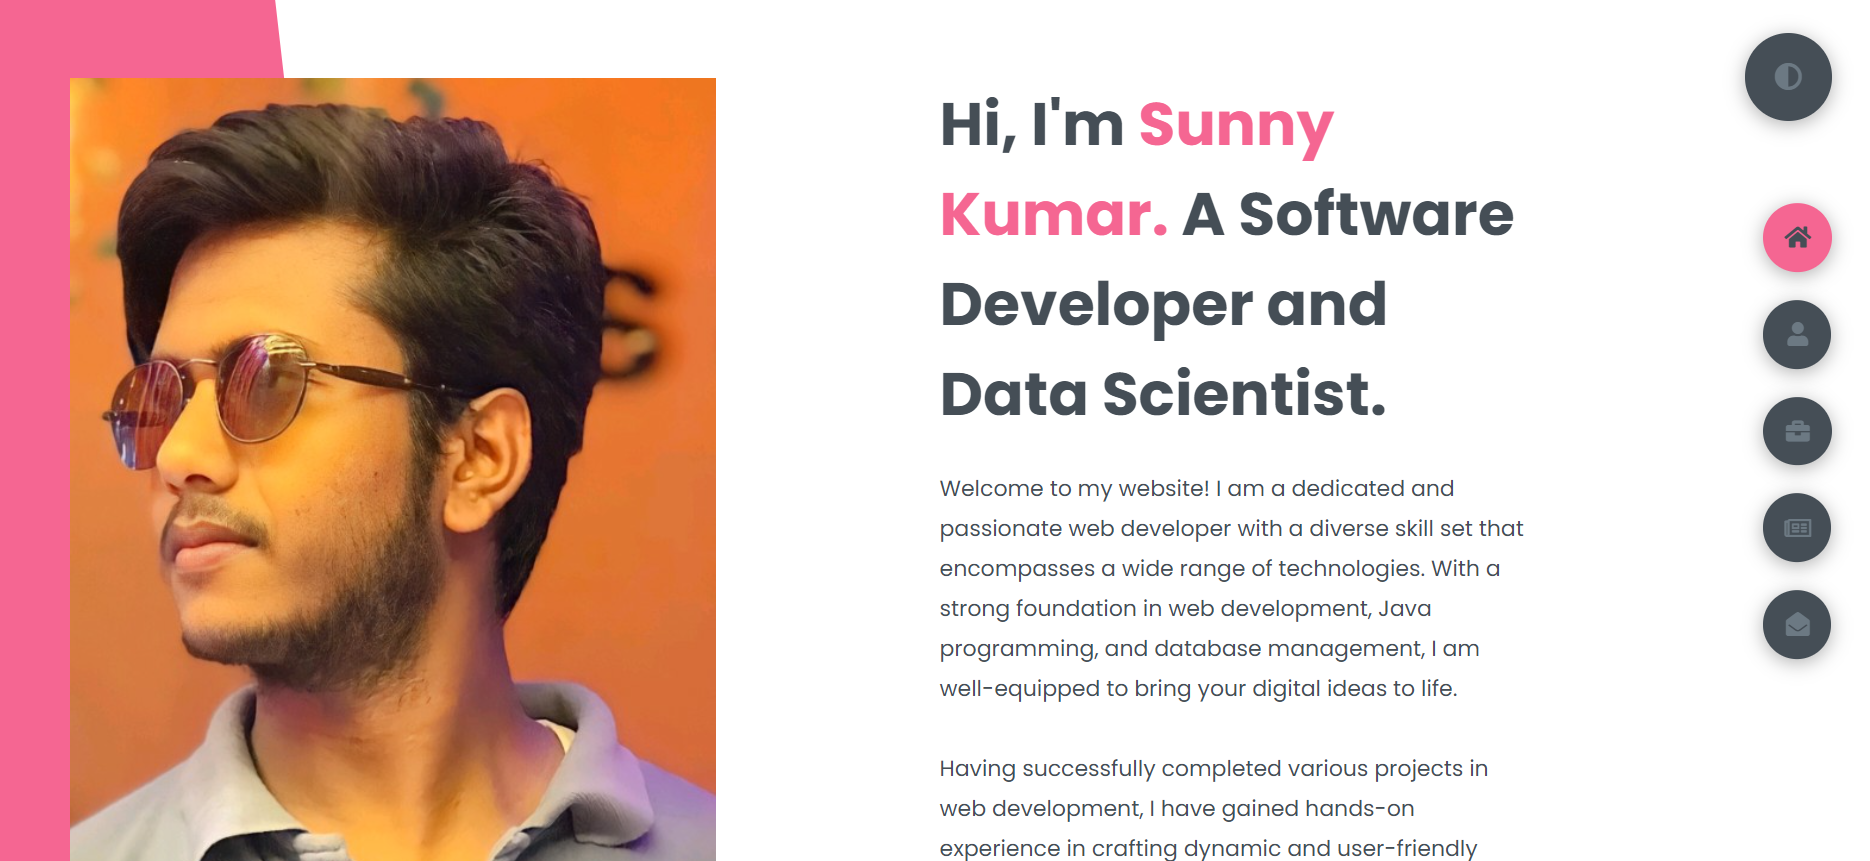 Hi, I'm Sunny
Kumar. A Software
Developer and
Data Scientist.
Welcome to my website! I am a dedicated and
passionate web developer with a diverse skill set that
encompasses a wide range of technologies. With a
strong foundation in web development, Java
programming, and database management, I am
well-equipped to bring your digital ideas to life.
Having successfully completed various projects in
web development, I have gained hands-on
experience in crafting dynamic and user-friendly